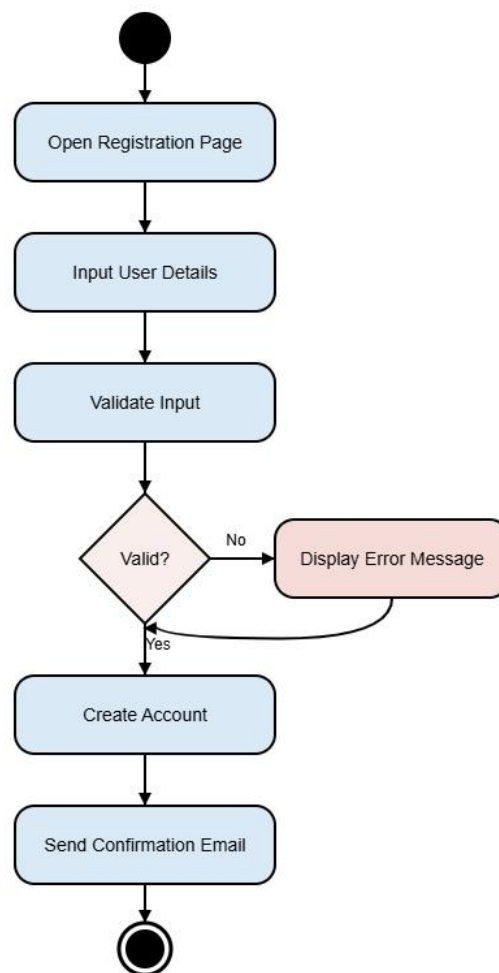 Open Registration Page
Input User Details
Validate Input
Valid?
No
Display Error Message
Yes
Create Account
Send Confirmation Email